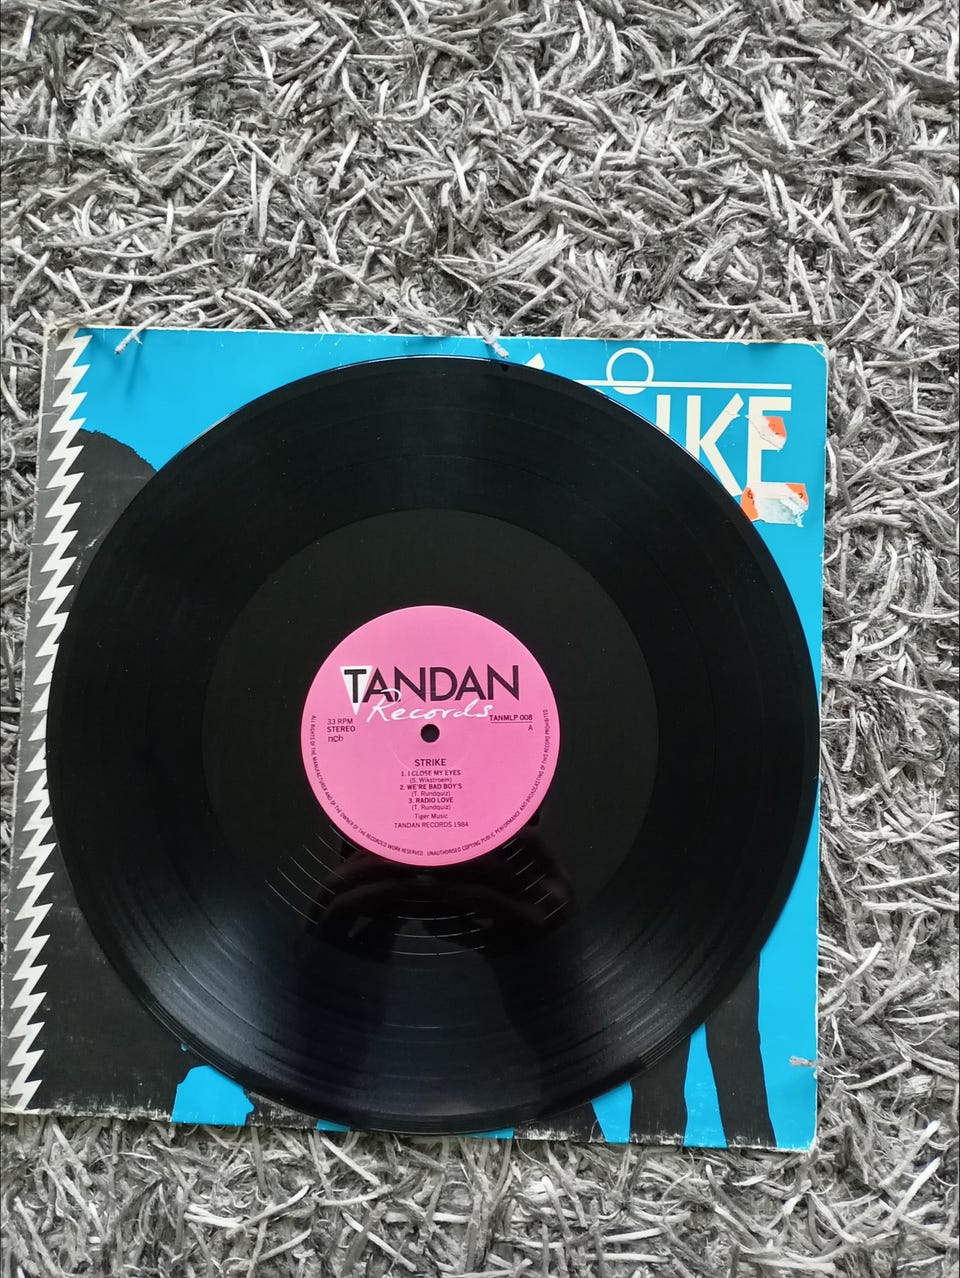 IKE
TANDAN
Records
33 RPM
STEREO
ncb
TANMLP 008
A
STRIKE
1. I CLOSE MY EYES
(S. Wikstroem)
2. WE'RE BAD BOY'S
(T. Rundquiz)
3. RADIO LOVE
(T. Rundquiz)
Tiger Music
TANDAN RECORDS 1984
ALL RIGHTS OF THE MANUFACTURER AND OF THE OWNER OF THE RECORDED WORK RESERVED. UNAUTHORISED COPYING PUBLIC PERFORMANCE AND BROADCASTING OF THIS RECORD PROHIBITED